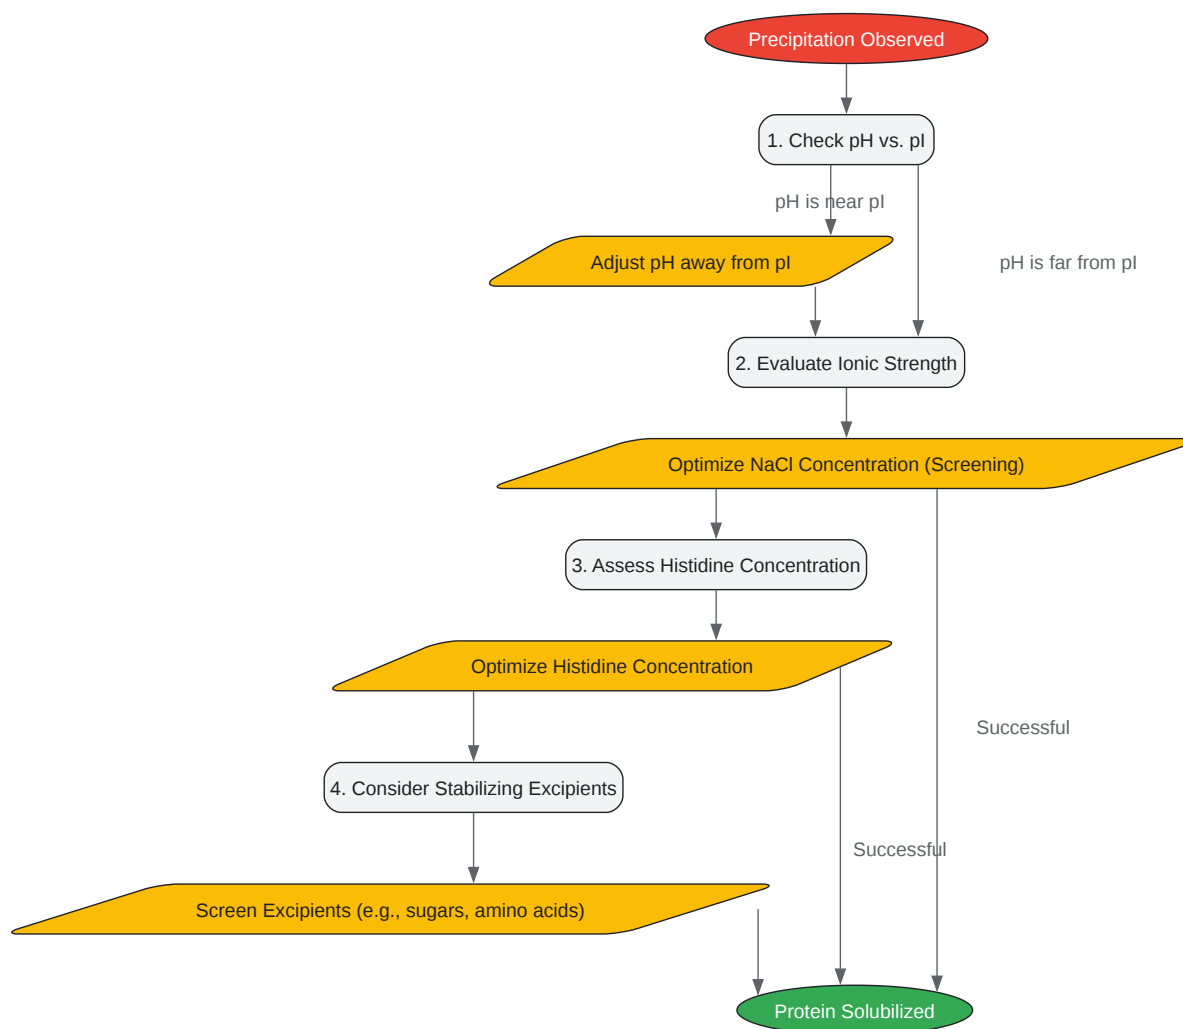 Precipitation Observed
1. Check pH vs. pI
pH is near pI
Adjust pH away from pI
pH is far from pI
2. Evaluate Ionic Strength
Optimize NaCl Concentration (Screening)
3. Assess Histidine Concentration
Optimize Histidine Concentration
Successful
4. Consider Stabilizing Excipients
Successful
Screen Excipients (e.g., sugars, amino acids)
Protein Solubilized